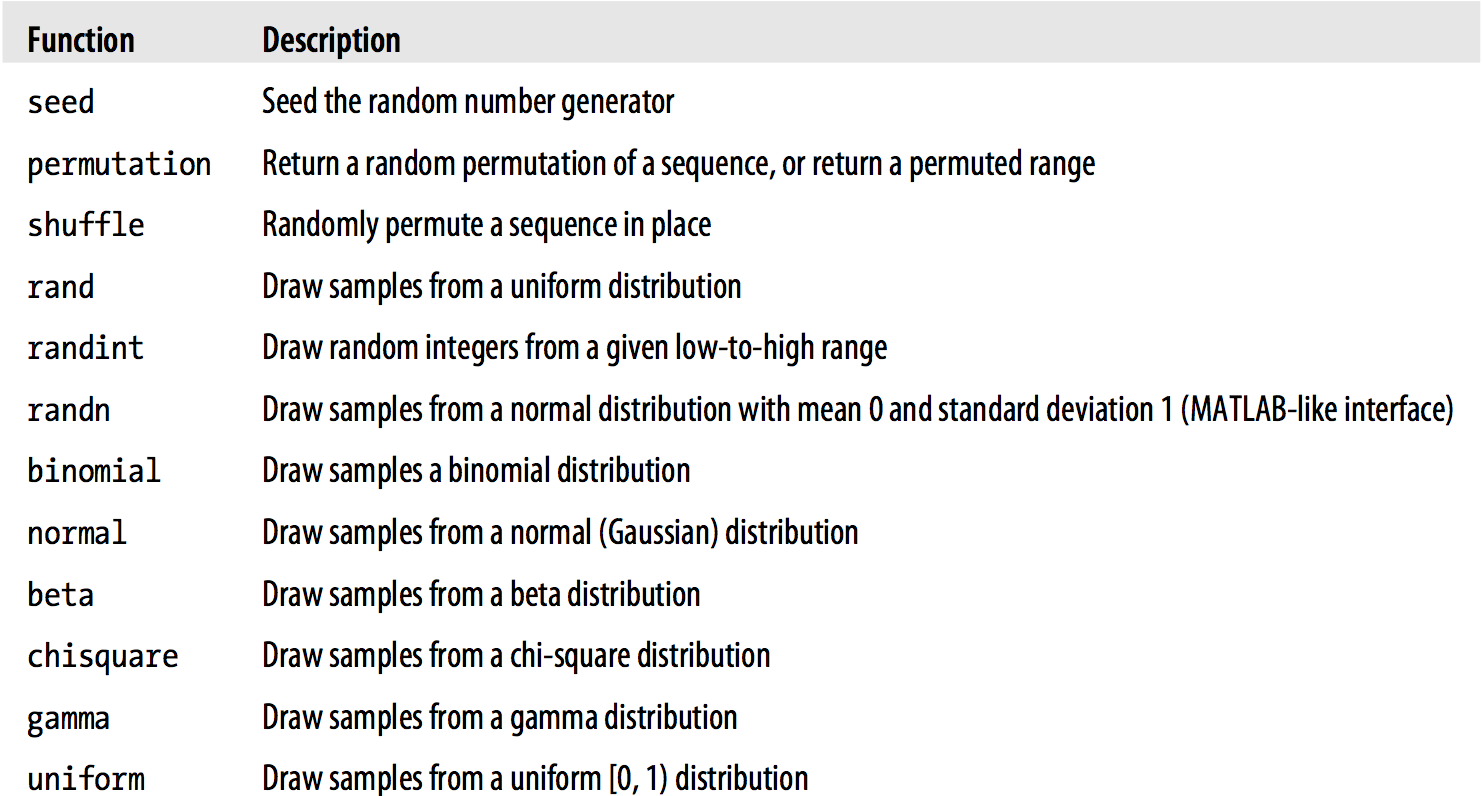 Function Description
seed Seed the random number generator
permutation Return a random permutation of a sequence, or return a permuted range
shuffle Randomly permute a sequence in place
rand Draw samples from a uniform distribution
randint Draw random integers from a given low-to-high range
randn Draw samples from a normal distribution with mean 0 and standard deviation 1 (MATLAB-like interface)
binomial Draw samples a binomial distribution
normal Draw samples from a normal (Gaussian) distribution
beta Draw samples from a beta distribution
chisquare Draw samples from a chi-square distribution
gamma Draw samples from a gamma distribution
uniform Draw samples from a uniform [0, 1) distribution